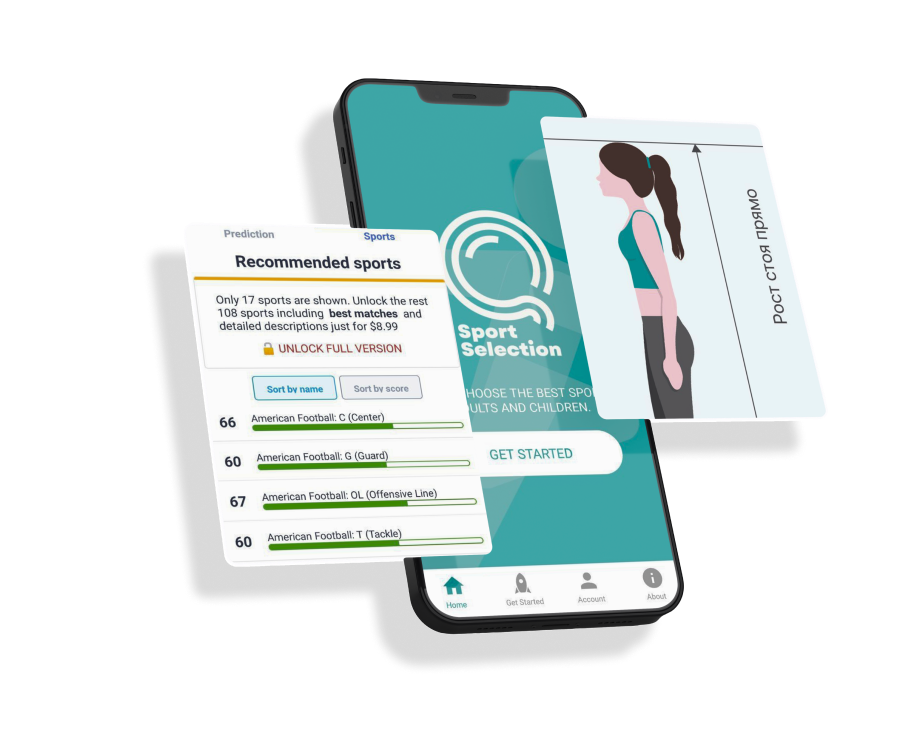 Prediction
Sports
Recommended sports
Only 17 sports are shown. Unlock the rest
108 sports including best matches and
detailed descriptions just for $8.99
UNLOCK FULL VERSION
Sort by name
Sort by score
66
American Football: C (Center)
60
American Football: G (Guard)
67
American Football: OL (Offensive Line)
60
American Football: T (Tackle)
Sport
Selection
THE BEST
AND CHILDREN.
GET STARTED
Home
Get Started
Account
About
Рост стоя прямо